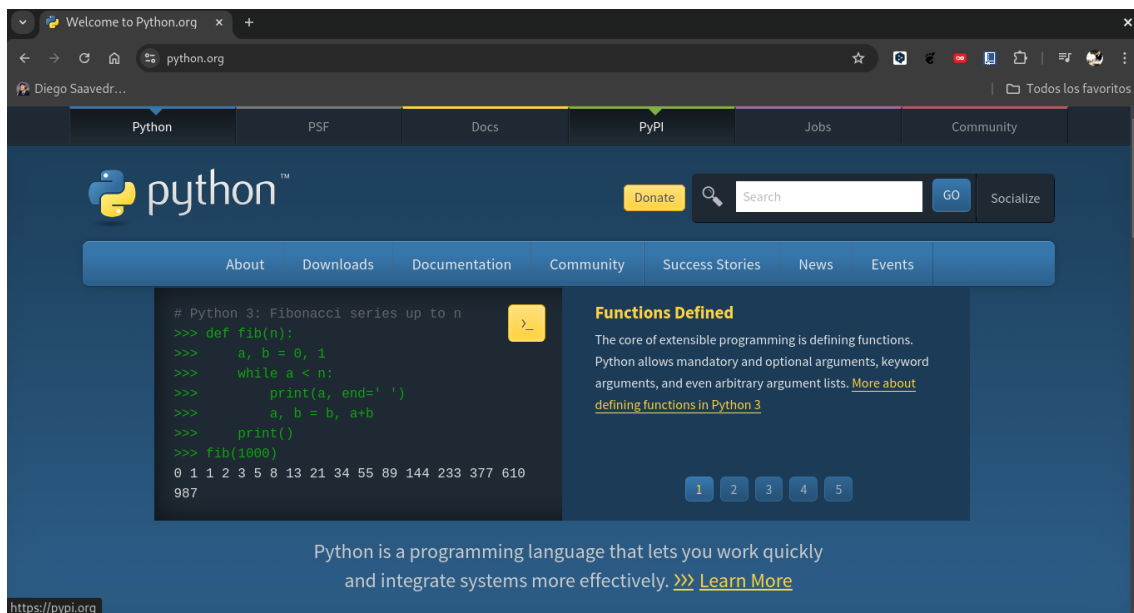 Welcome to Python.org
python.org
Diego Saavedr...
Todos los favoritos
Python PSF Docs PyPI Jobs Community
python™
Donate Search GO Socialize
About Downloads Documentation Community Success Stories News Events
# Python 3: Fibonacci series up to n
>>> def fib(n):
>>>     a, b = 0, 1
>>>     while a < n:
>>>         print(a, end=' ')
>>>         a, b = b, a+b
>>>     print()
>>> fib(1000)
0 1 1 2 3 5 8 13 21 34 55 89 144 233 377 610
987
>_
Functions Defined
The core of extensible programming is defining functions.
Python allows mandatory and optional arguments, keyword
arguments, and even arbitrary argument lists. More about
defining functions in Python 3
1 2 3 4 5
Python is a programming language that lets you work quickly
and integrate systems more effectively. >>> Learn More
https://pypi.org